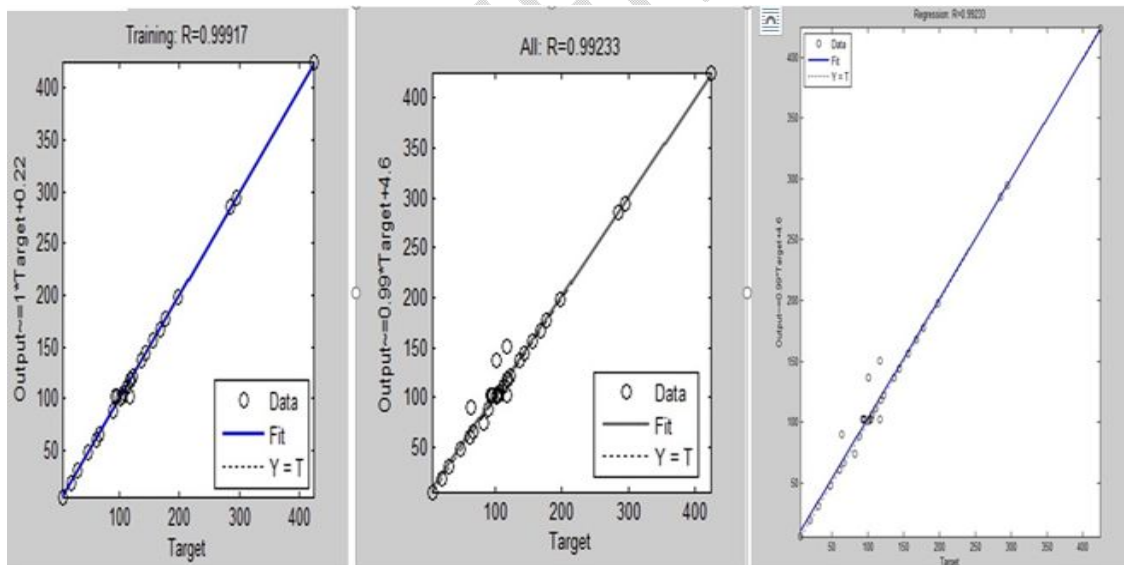 Training: R=0.99917
Output~=1*Target+0.22
400
350
300
250
200
150
100
50
100 200 300 400
Target
Data
Fit
Y = T
All: R=0.99233
Output~=0.99*Target+4.6
400
350
300
250
200
150
100
50
100 200 300 400
Target
Data
Fit
Y = T
Regression: R=0.99233
Output~=0.99*Target+4.6
Data
Fit
Y = T
400
350
300
250
200
150
100
50
50 100 150 200 250 300 350 400
Target